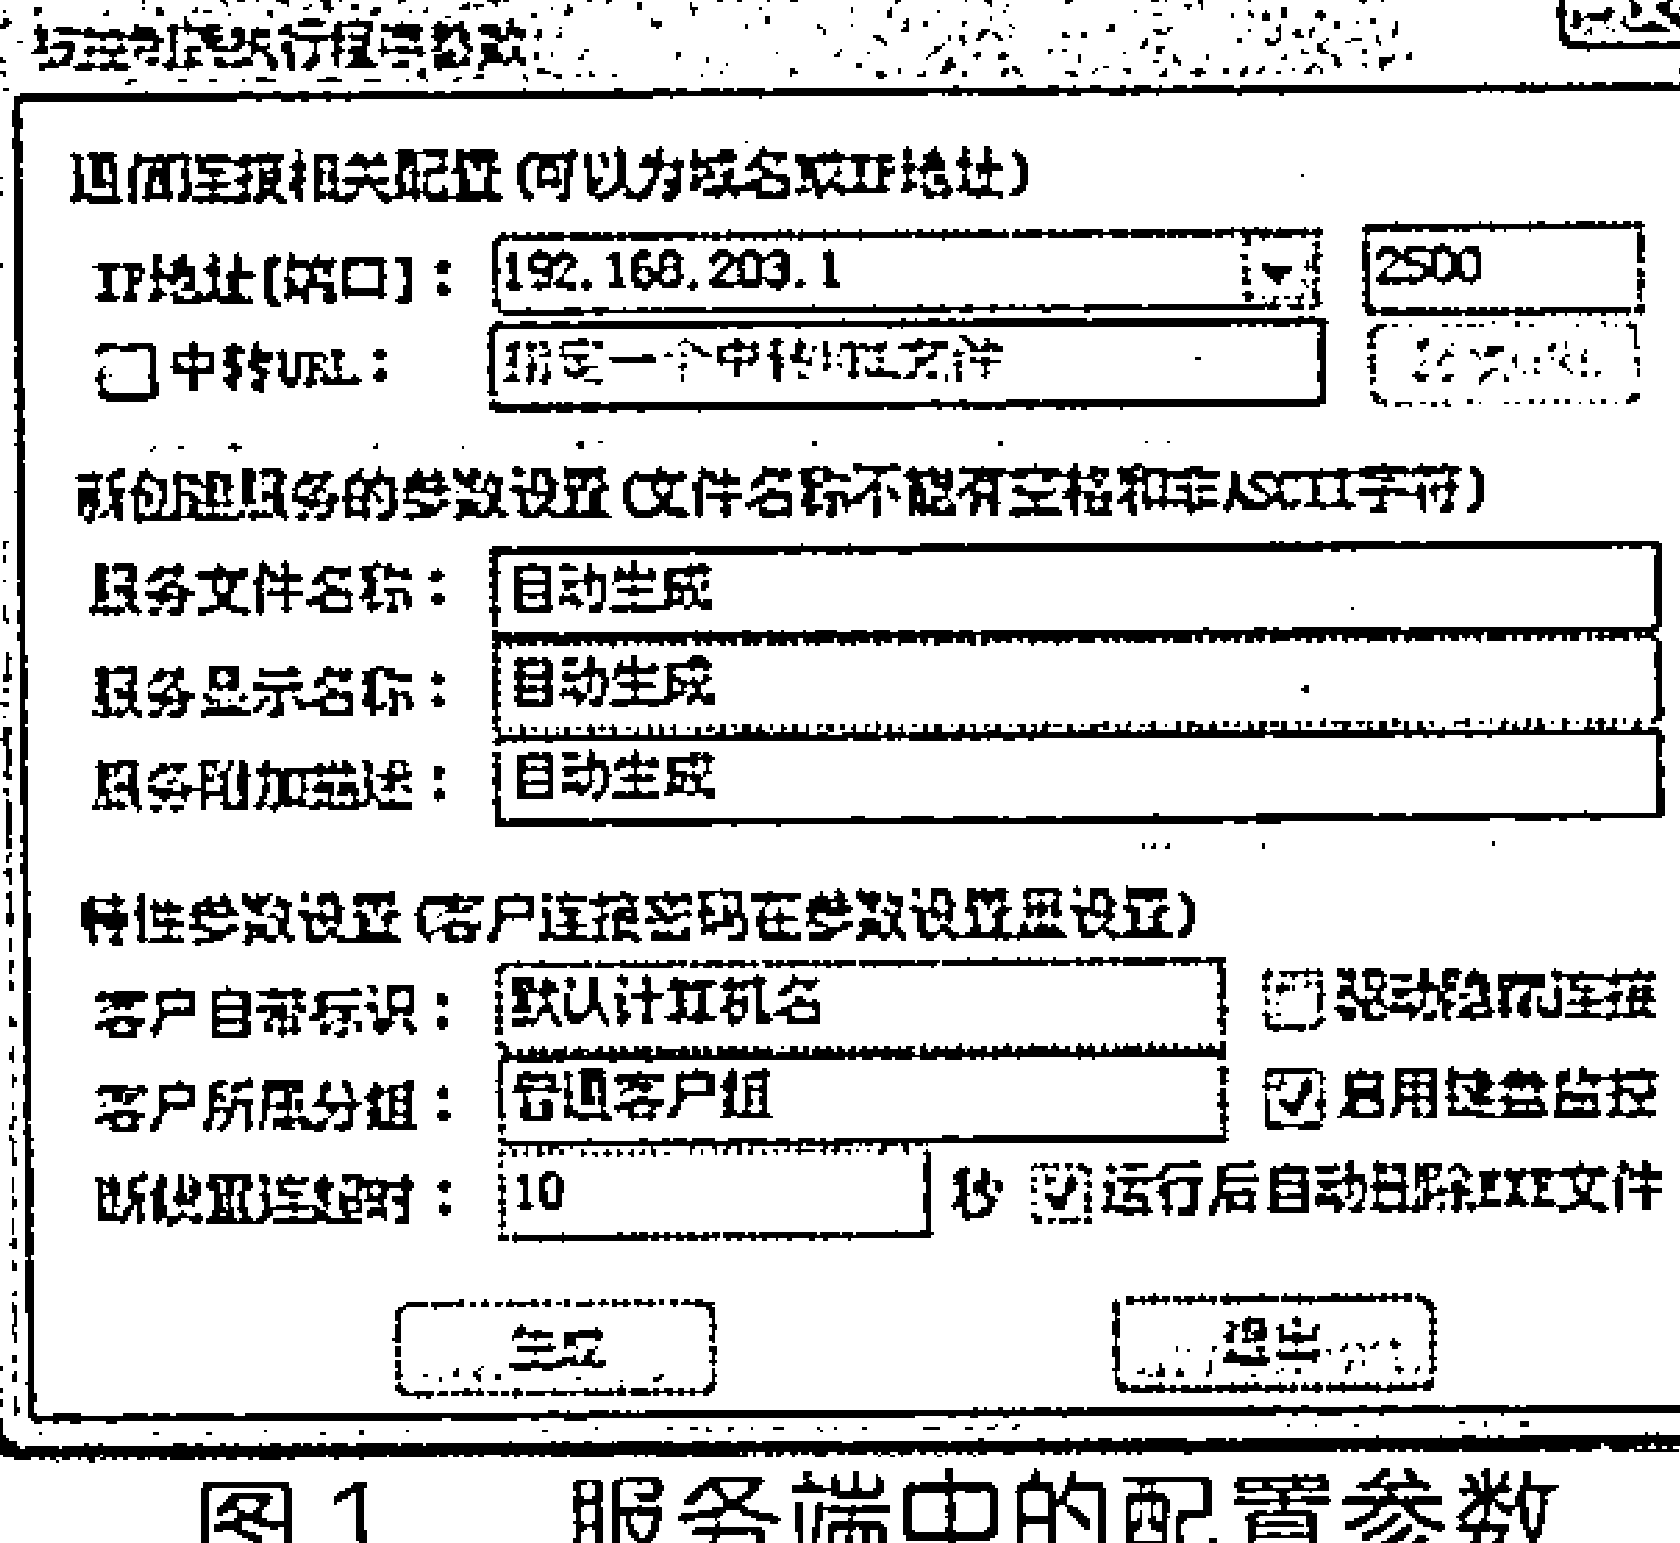 行程序参数
通信连接相关配置(可以为域名或IP地址)
IP地址[端口]: 192.168.203.1 2500
中转URL: 指定一个中转地址文件 URL
新创建服务的参数设置(文件名称不能有空格和非ASCII字符)
服务文件名称: 自动生成
服务显示名称: 自动生成
服务附加描述: 自动生成
特性参数设置(客户连接密码在参数设置里设置)
客户自带标识: 默认计算机名 驱动隐藏连接
客户所属分组: 普通客户组 启用键盘监控
断线重连超时: 10 秒 运行后自动删除EXE文件
生成 退出
图1 服务端中的配置参数